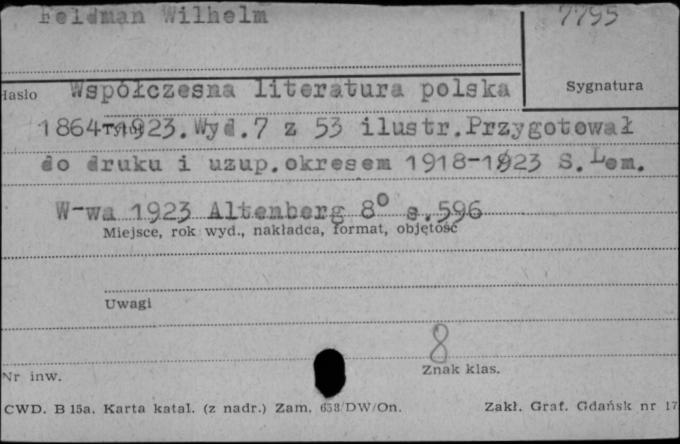 Feldman Wilhelm
7795
Hasło Współczesna literatura polska Sygnatura
1864-1923.Wyd.7 z 53 ilustr.Przygotował
do druku i uzup.okresem 1918-1923 S.Lem.
W-wa 1923 Altenberg 8° s.596
Miejsce, rok wyd., nakładca, format, objętość
Uwagi
8
Nr inw. Znak klas.
CWD. B 15a. Karta katal. (z nadr.) Zam. 653/DW/On. Zakł. Graf. Gdańsk nr 17